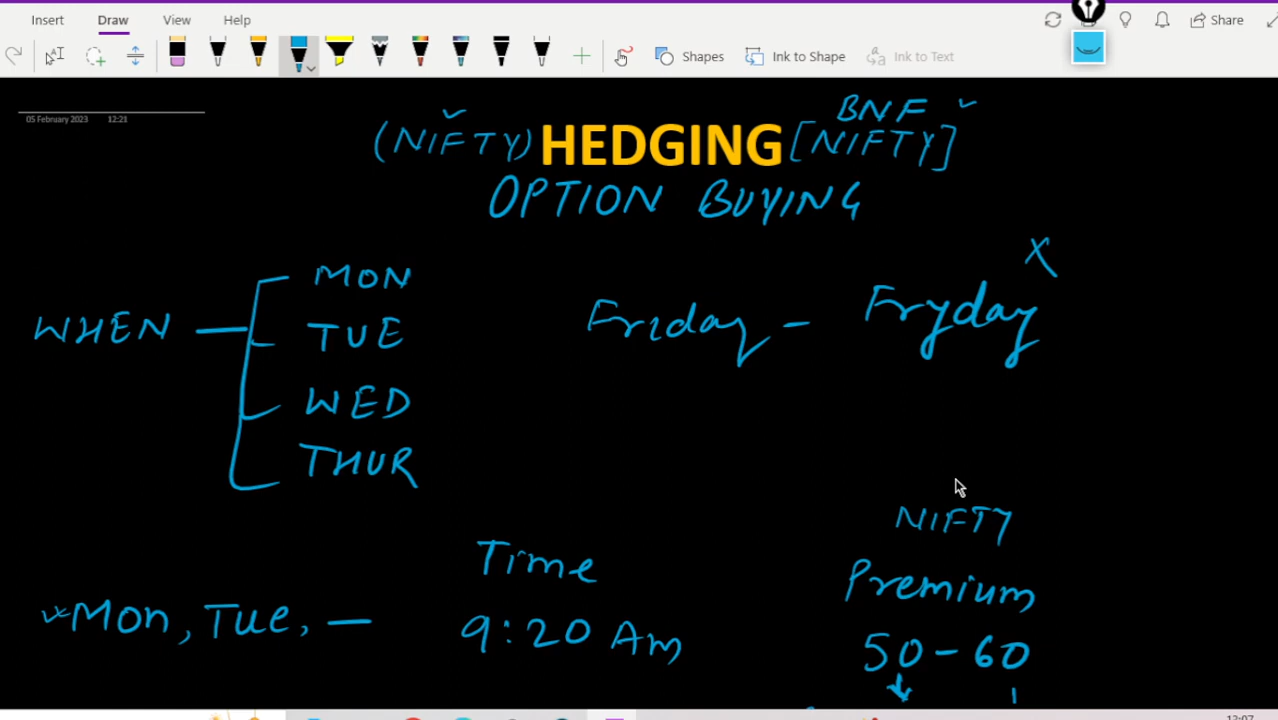 Insert Draw View Help Share
Shapes Ink to Shape Ink to Text
05 February 2023 12:21
BNF
(NIFTY) HEDGING [NIFTY]
OPTION BUYING
X
WHEN — MON
TUE
WED
THUR
Friday - Fryday
NIFTY
Time
Premium
Mon, Tue, — 9:20 Am
50-60
13:07